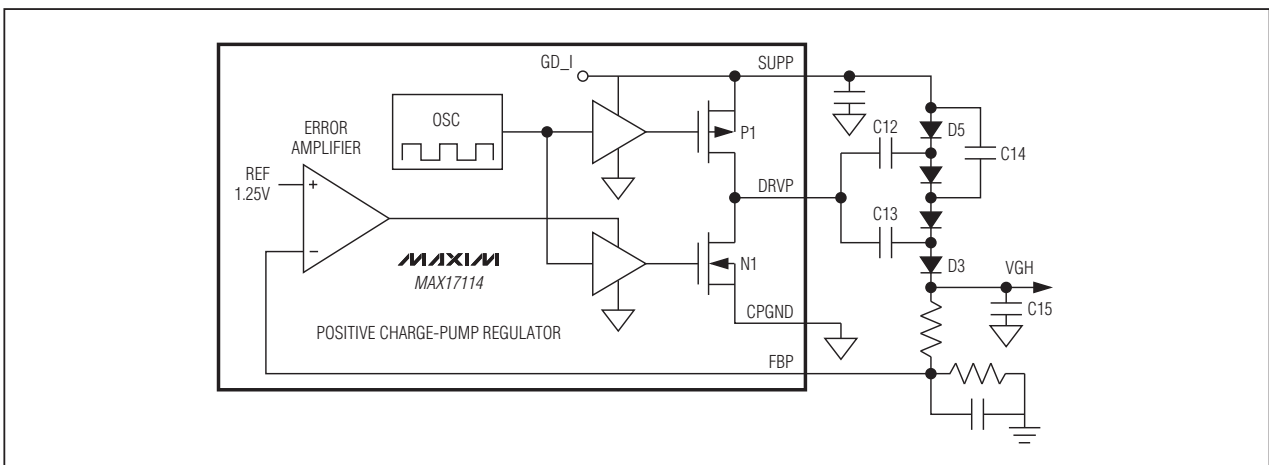 GD_I
SUPP
OSC
ERROR
AMPLIFIER
REF
1.25V
+
−
P1
C12
D5
C14
DRVP
C13
MAXIM
MAX17114
N1
D3
VGH
C15
CPGND
POSITIVE CHARGE-PUMP REGULATOR
FBP